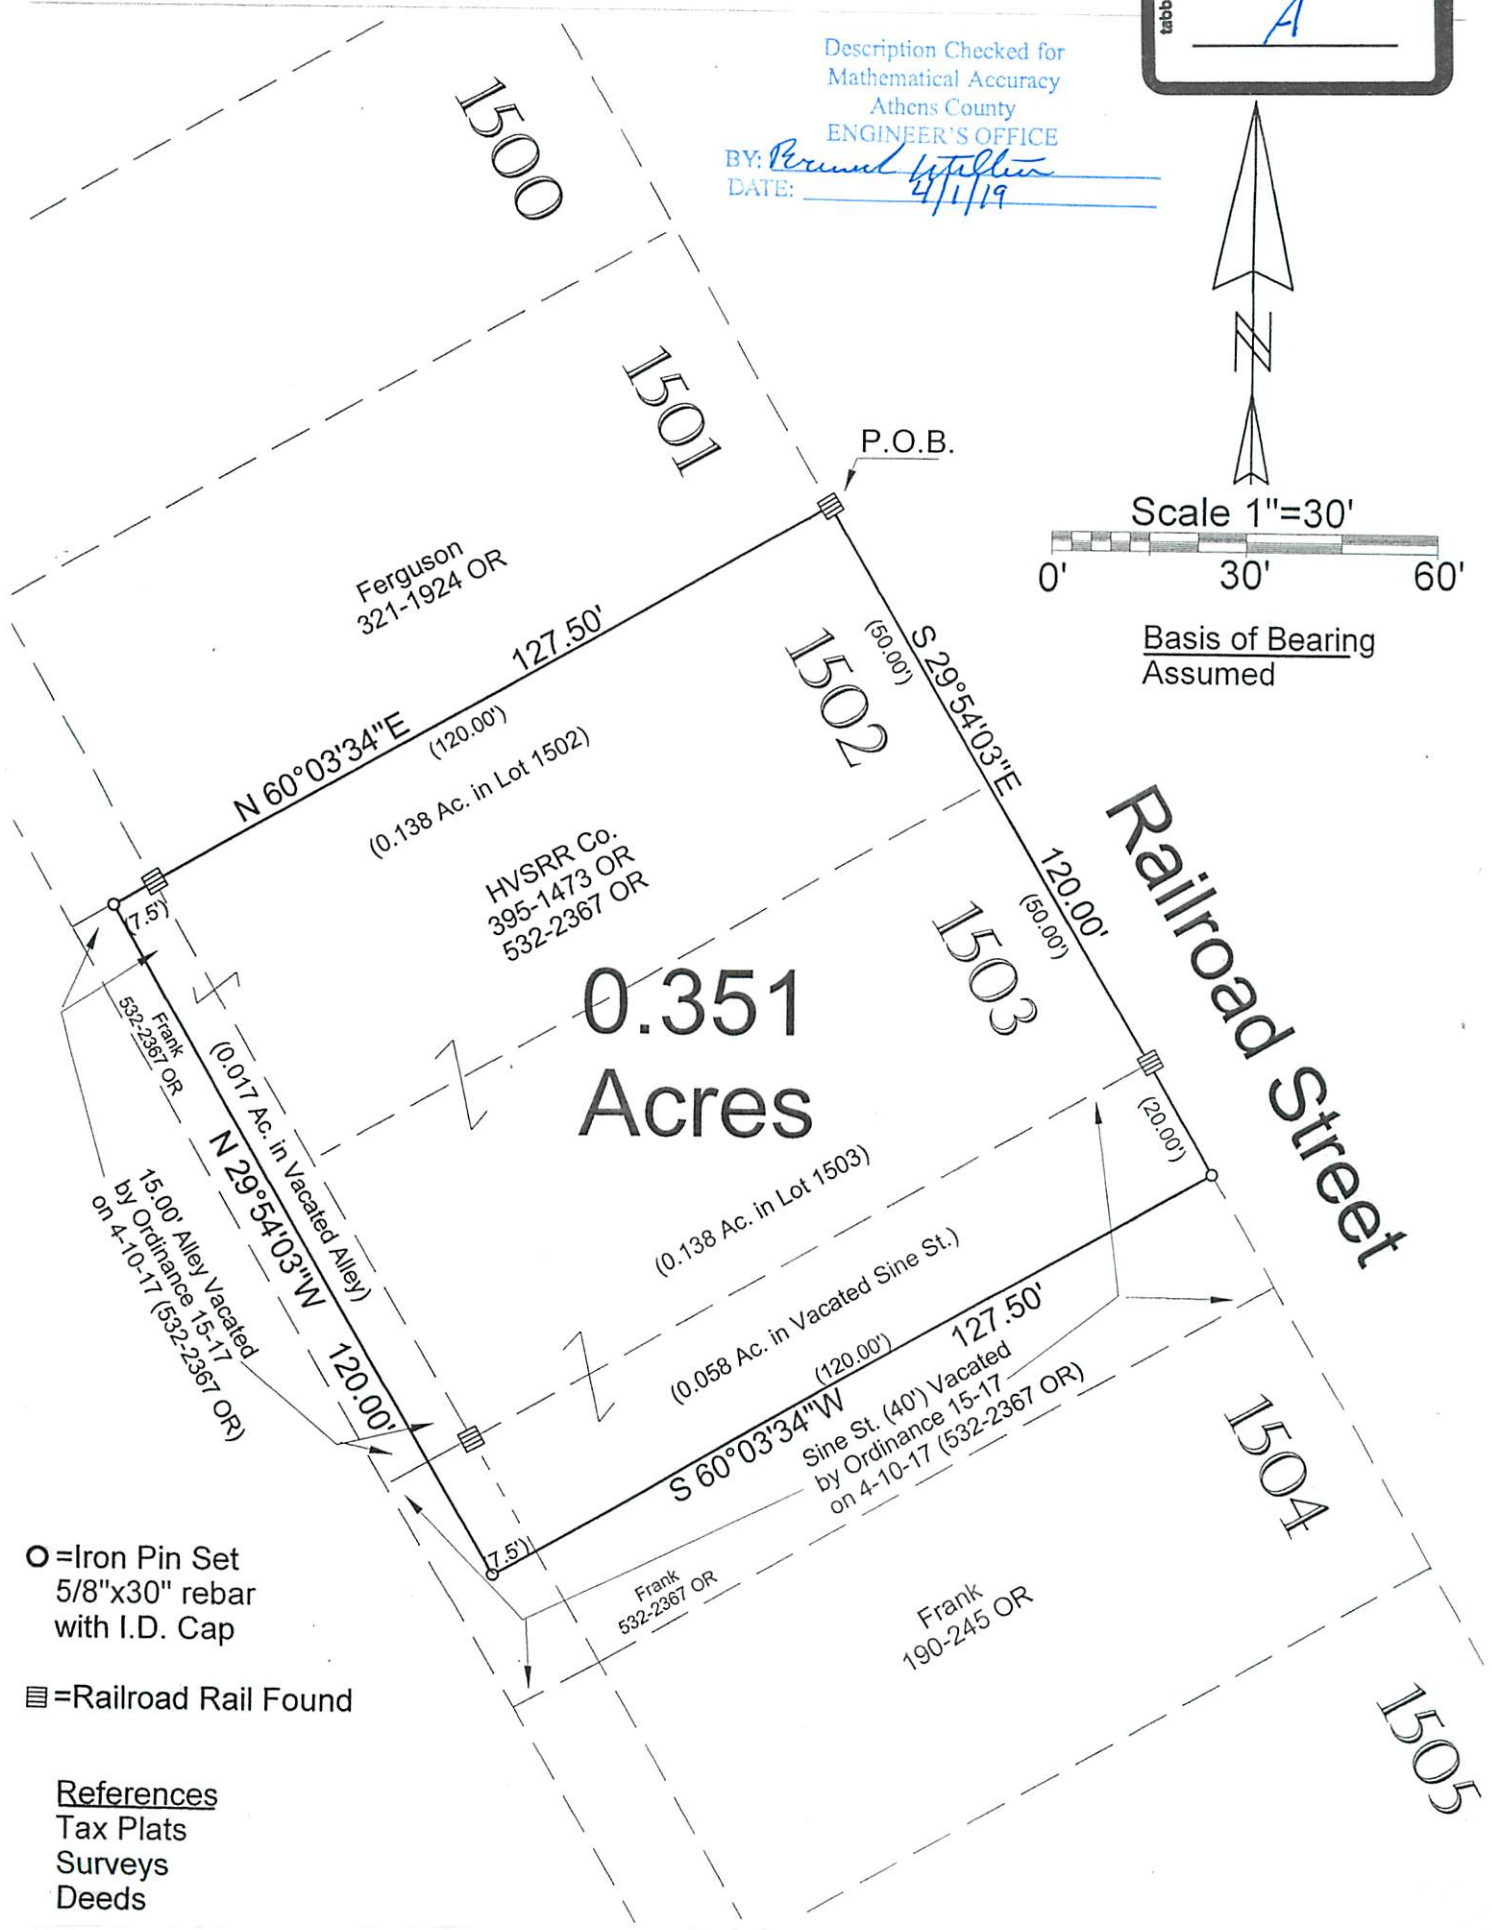 tabb
A
Description Checked for
Mathematical Accuracy
Athens County
ENGINEER'S OFFICE
BY:
DATE: 4/1/19
N
1500
1501
P.O.B.
Scale 1"=30'
0' 30' 60'
Basis of Bearing
Assumed
Ferguson
321-1924 OR
127.50'
N 60°03'34"E
(120.00')
(0.138 Ac. in Lot 1502)
1502
(50.00')
S 29°54'03"E
120.00'
(50.00')
Railroad Street
HVSRR Co.
395-1473 OR
532-2367 OR
1503
0.351
Acres
(7.5')
Frank
532-2367 OR
(0.017 Ac. in Vacated Alley)
N 29°54'03"W
120.00'
15.00' Alley Vacated
by Ordinance 15-17
on 4-10-17 (532-2367 OR)
(20.00')
(0.138 Ac. in Lot 1503)
(0.058 Ac. in Vacated Sine St.)
127.50'
(120.00')
S 60°03'34"W
Sine St. (40') Vacated
by Ordinance 15-17
on 4-10-17 (532-2367 OR)
1504
(7.5')
Frank
532-2367 OR
Frank
190-245 OR
1505
=Iron Pin Set
5/8"x30" rebar
with I.D. Cap
=Railroad Rail Found
References
Tax Plats
Surveys
Deeds